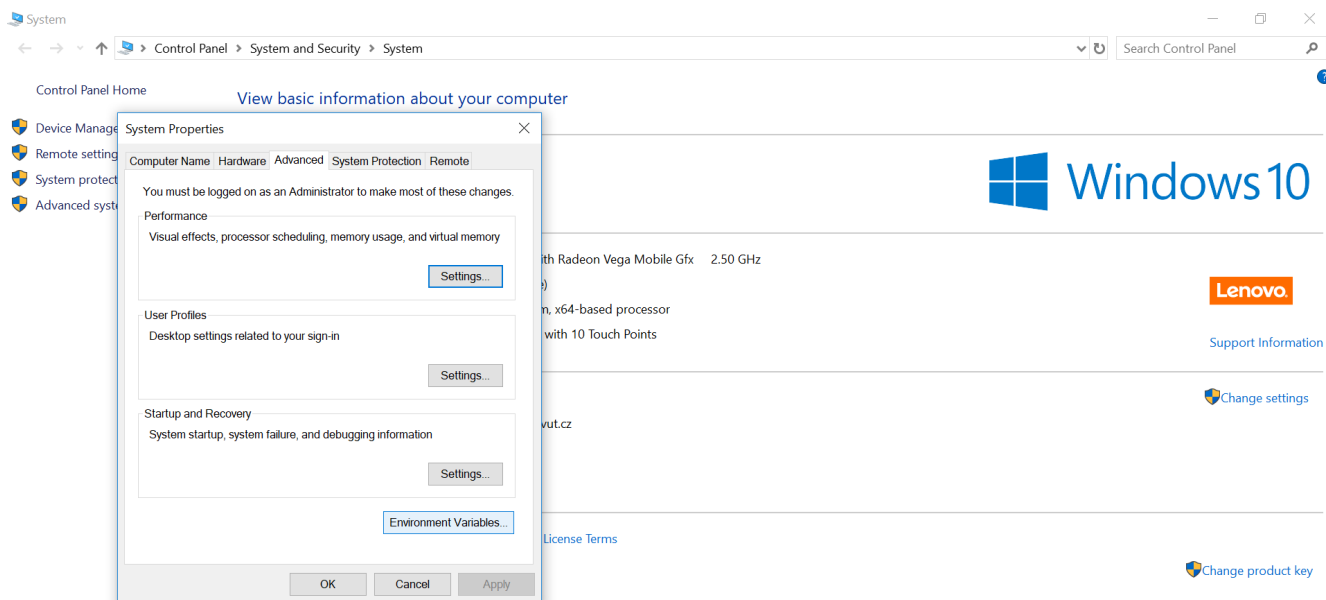 System
Control Panel > System and Security > System
Search Control Panel
Control Panel Home
View basic information about your computer
Device Manage
Remote setting
System protect
Advanced syste
System Properties
Computer Name Hardware Advanced System Protection Remote
You must be logged on as an Administrator to make most of these changes.
Performance
Visual effects, processor scheduling, memory usage, and virtual memory
Settings...
User Profiles
Desktop settings related to your sign-in
Settings...
Startup and Recovery
System startup, system failure, and debugging information
Settings...
Environment Variables...
OK Cancel Apply
Windows 10
ith Radeon Vega Mobile Gfx 2.50 GHz
e)
m, x64-based processor
with 10 Touch Points
Lenovo
Support Information
Change settings
vut.cz
License Terms
Change product key